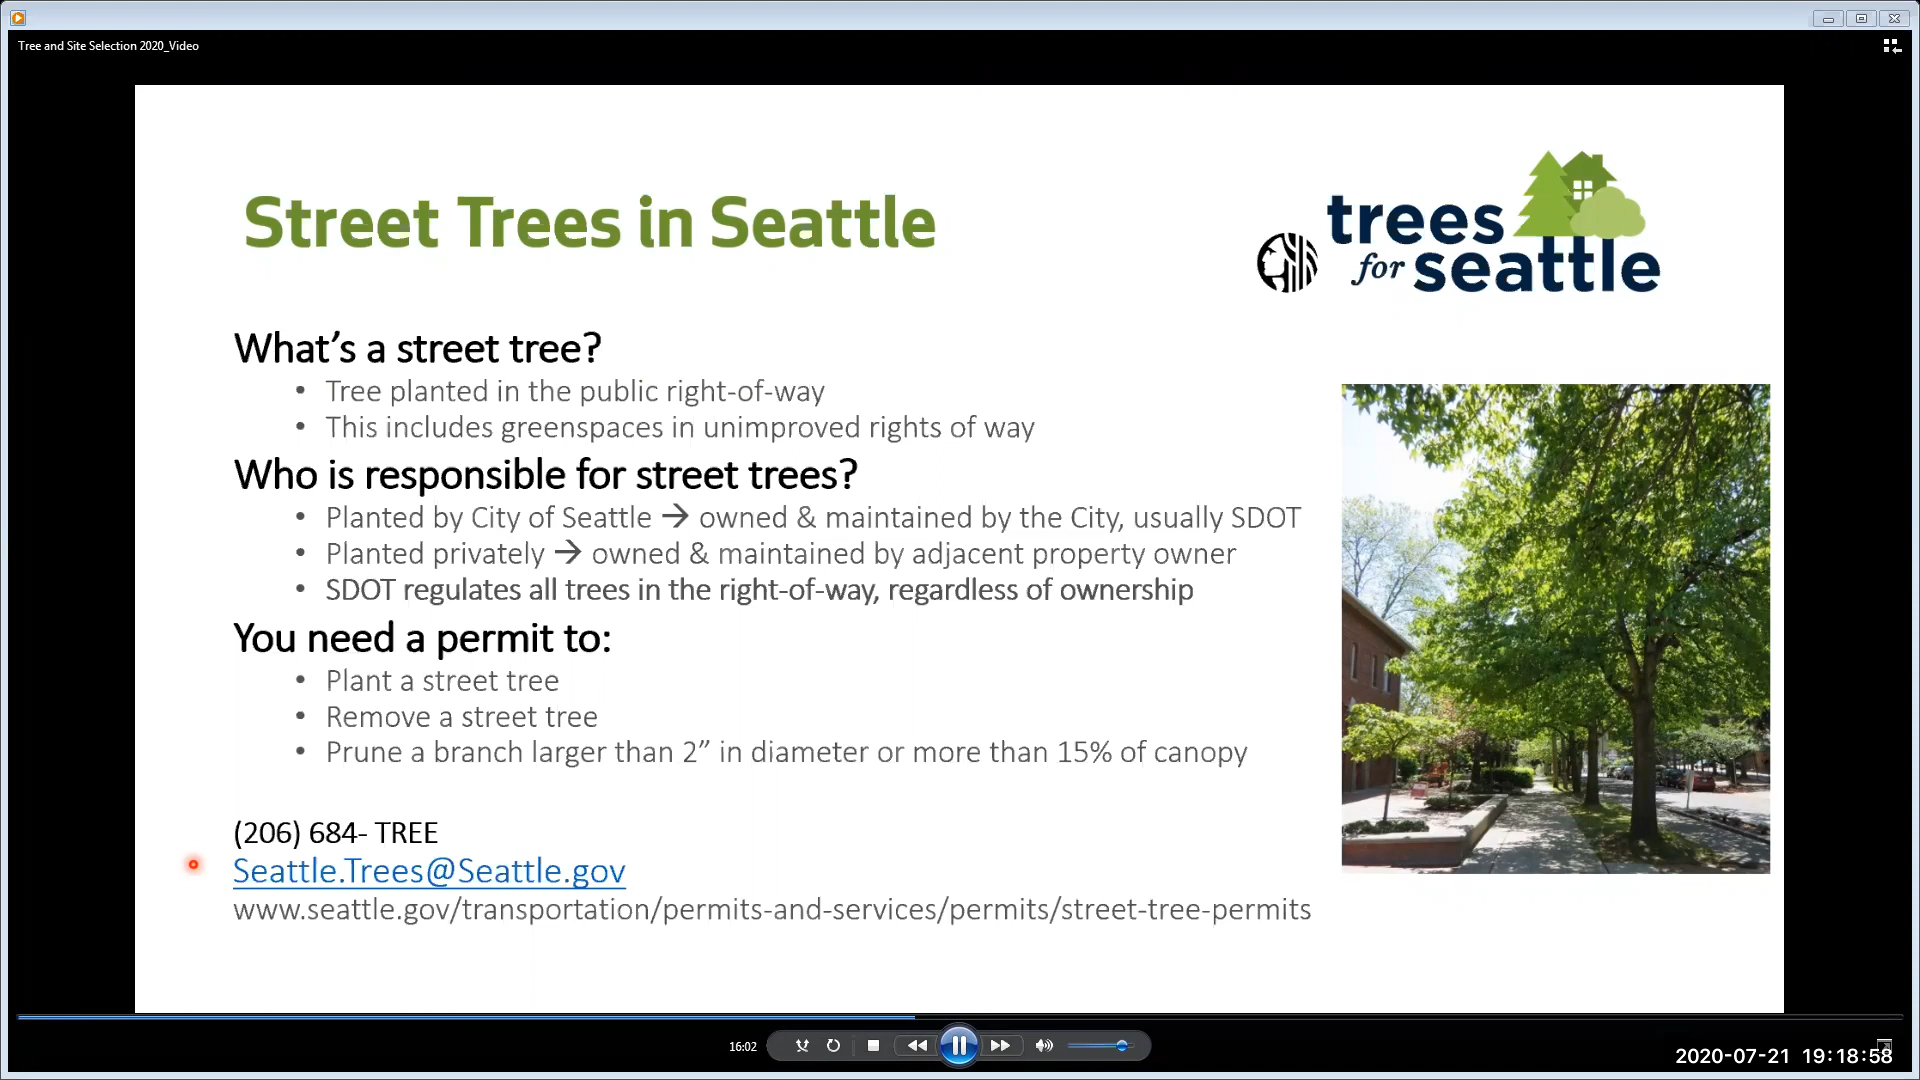 Tree and Site Selection 2020_Video
Street Trees in Seattle
trees
for seattle
What's a street tree?
• Tree planted in the public right-of-way
• This includes greenspaces in unimproved rights of way
Who is responsible for street trees?
• Planted by City of Seattle → owned & maintained by the City, usually SDOT
• Planted privately → owned & maintained by adjacent property owner
• SDOT regulates all trees in the right-of-way, regardless of ownership
You need a permit to:
• Plant a street tree
• Remove a street tree
• Prune a branch larger than 2” in diameter or more than 15% of canopy
(206) 684- TREE
Seattle.Trees@Seattle.gov
www.seattle.gov/transportation/permits-and-services/permits/street-tree-permits
16:02
2020-07-21 19:18:58